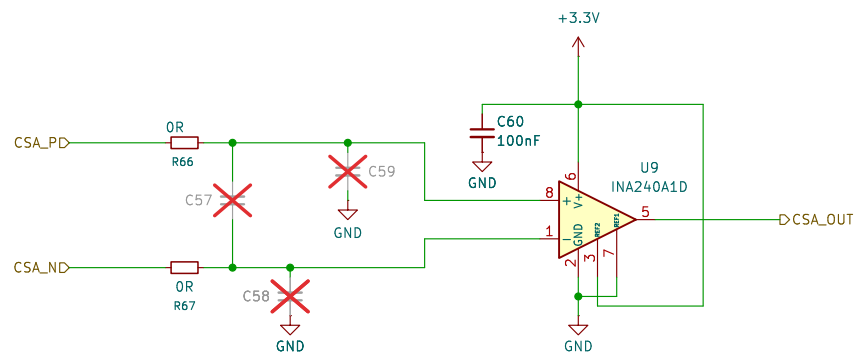 +3.3V
CSA_P
0R
R66
C59
C60
100nF
GND
U9
INA240A1D
6
V+
8
+
C57
GND
5
CSA_OUT
1
-
GND
REF2
REF1
2
3
7
CSA_N
0R
R67
C58
GND
GND